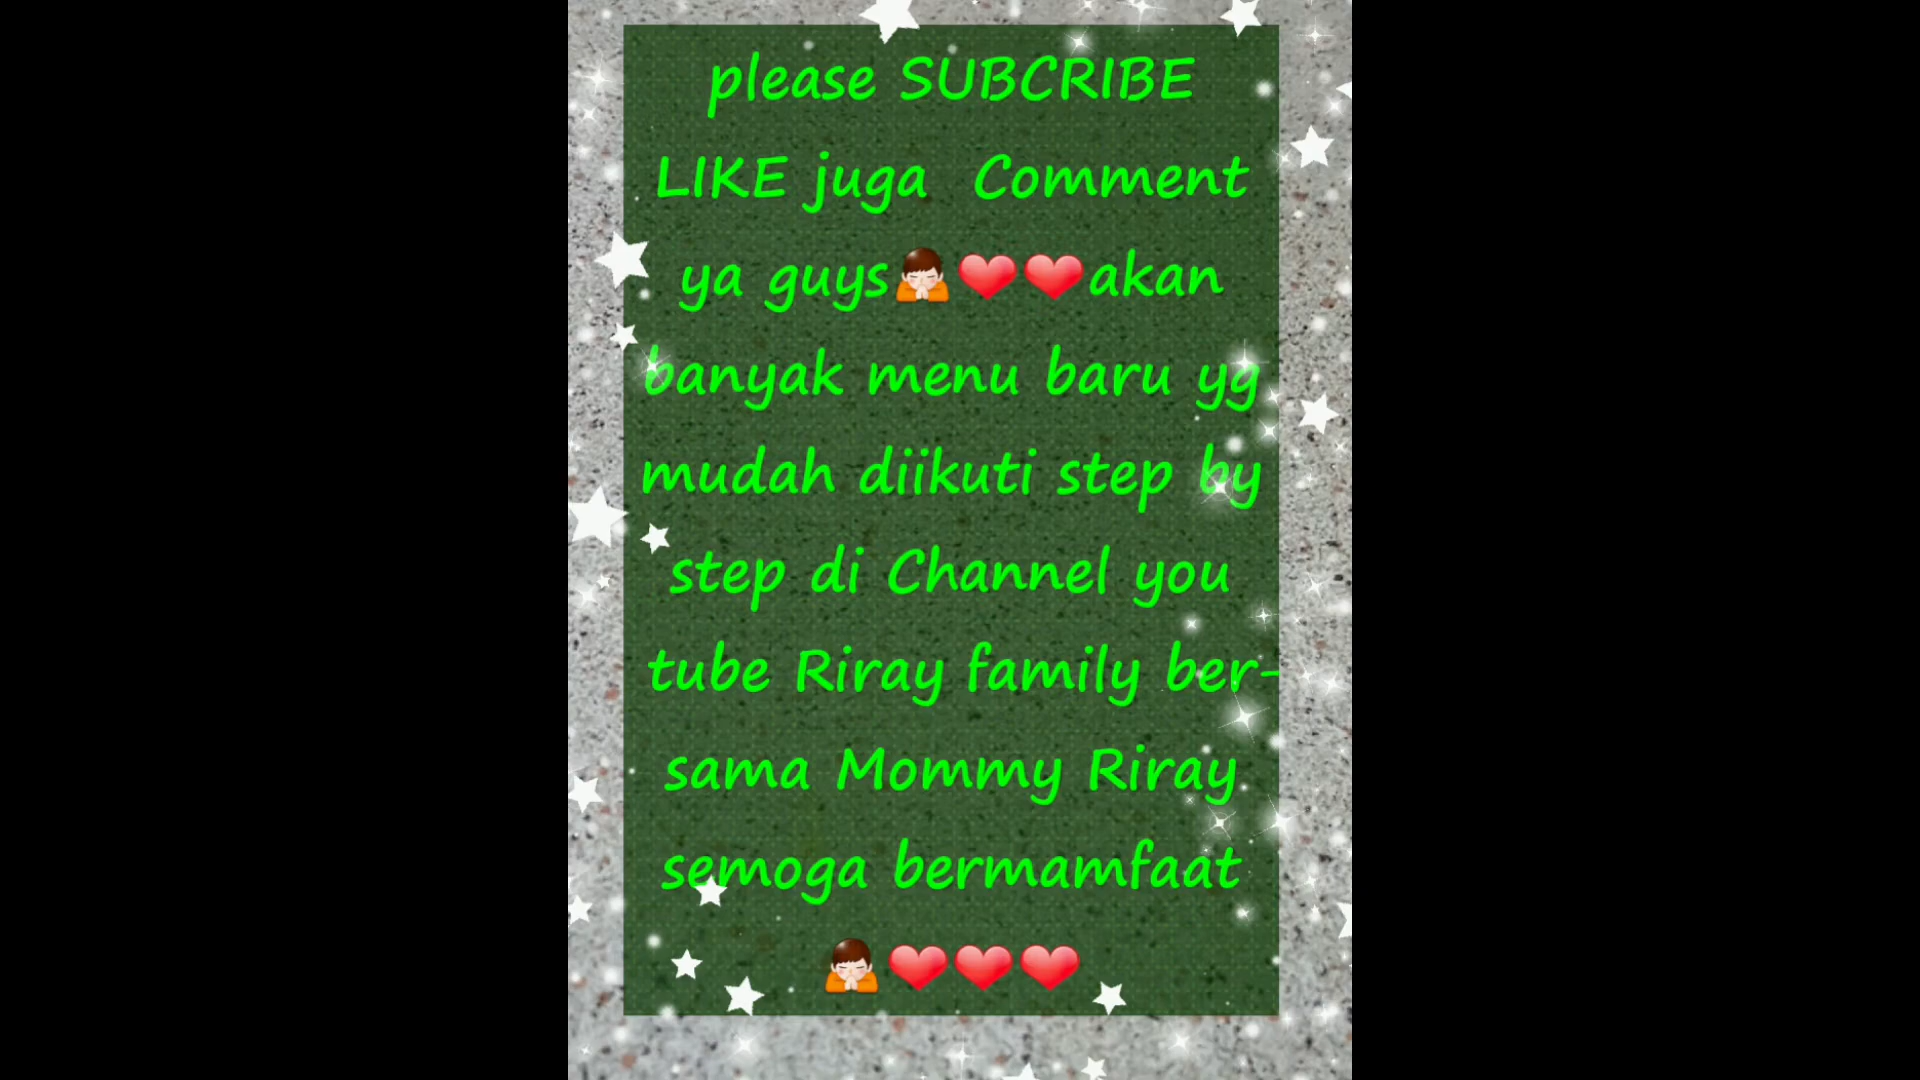 please SUBCRIBE
LIKE juga Comment
ya guys🙏❤️❤️akan
banyak menu baru yg
mudah diikuti step by
step di Channel you
tube Riray family ber-
sama Mommy Riray
semoga bermamfaat
🙏❤️❤️❤️